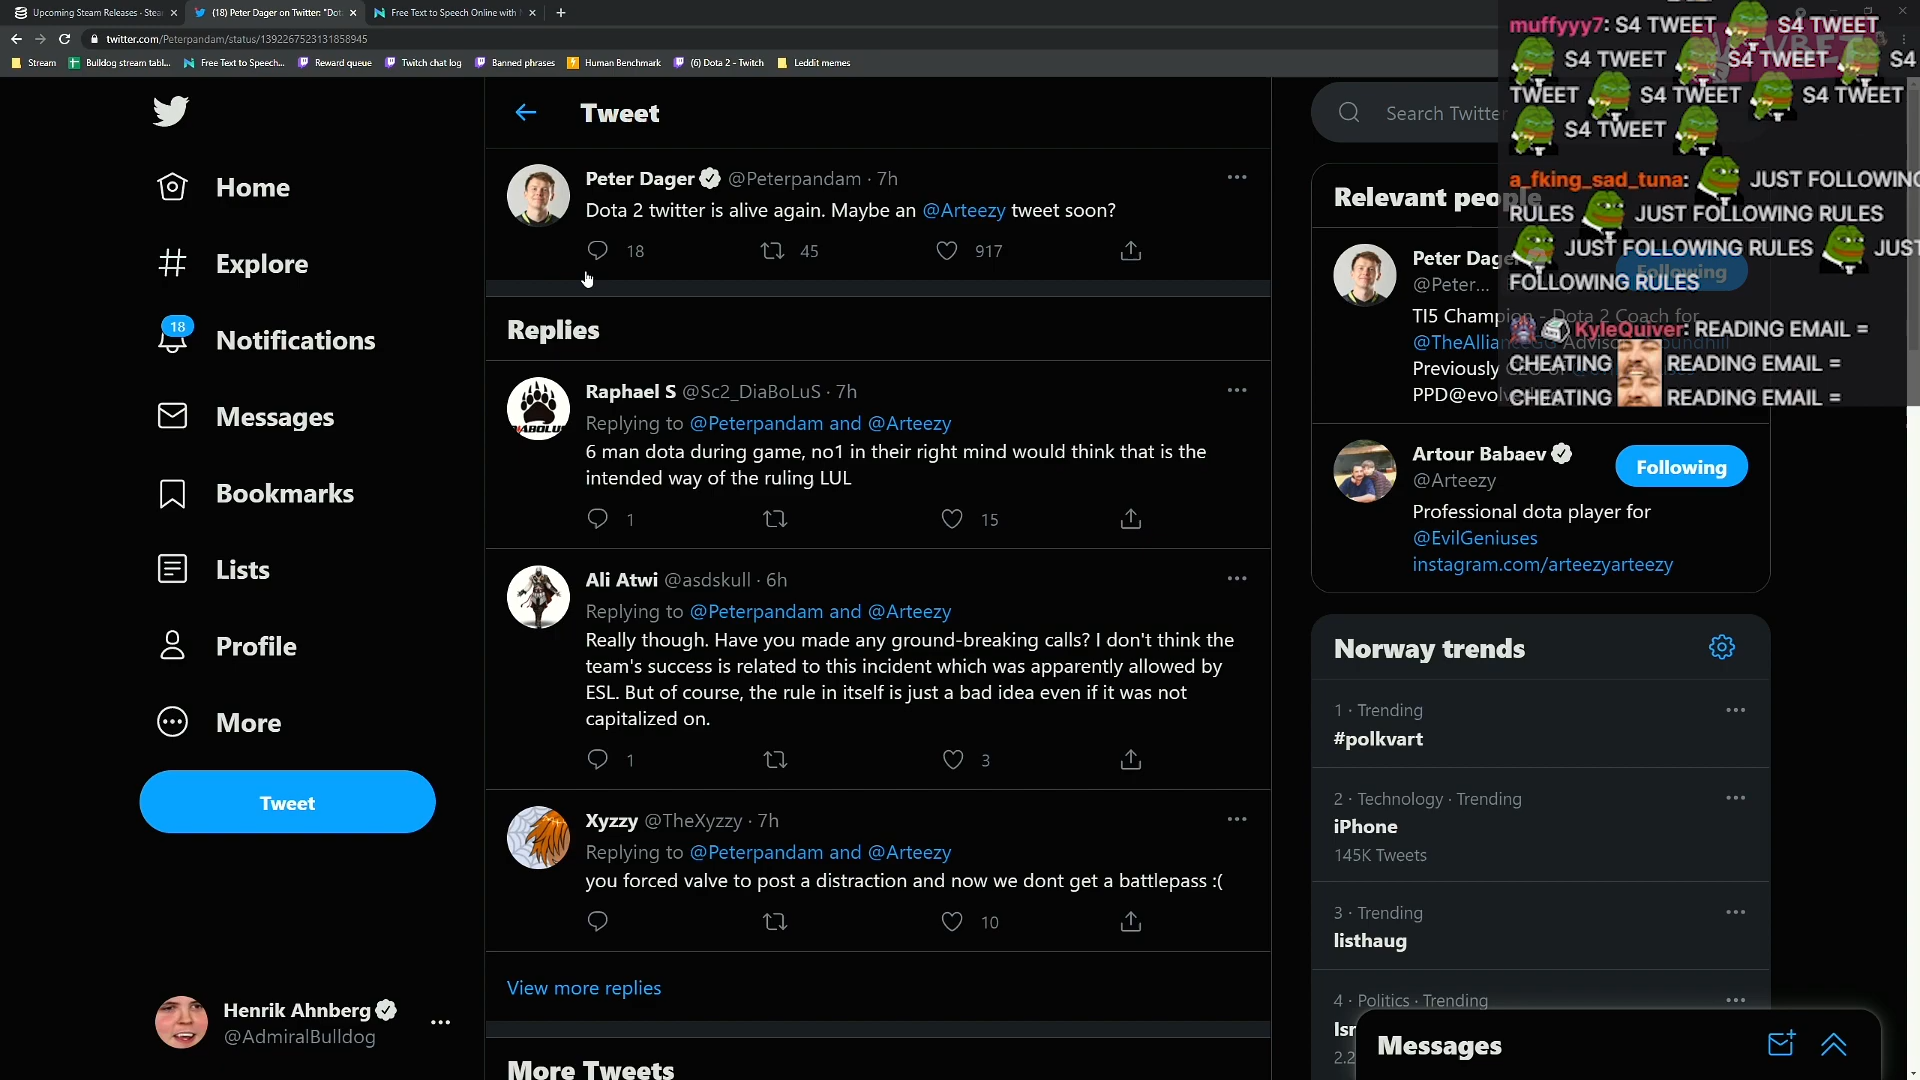 Upcoming Steam Releases - Stea
(18) Peter Dager on Twitter: "Dot
Free Text to Speech Online with
twitter.com/Peterpandam/status/1392267523131858945
Stream
Bulldog stream tabl...
Free Text to Speech...
Reward queue
Twitch chat log
Banned phrases
Human Benchmark
(6) Dota 2 - Twitch
Leddit memes
Home
Explore
18
Notifications
Messages
Bookmarks
Lists
Profile
More
Tweet
Henrik Ahnberg
@AdmiralBulldog
Tweet
Peter Dager @Peterpandam · 7h
Dota 2 twitter is alive again. Maybe an @Arteezy tweet soon?
18 45 917
Replies
Raphael S @Sc2_DiaBoLuS · 7h
Replying to @Peterpandam and @Arteezy
6 man dota during game, no1 in their right mind would think that is the
intended way of the ruling LUL
1 15
Ali Atwi @asdskull · 6h
Replying to @Peterpandam and @Arteezy
Really though. Have you made any ground-breaking calls? I don't think the
team's success is related to this incident which was apparently allowed by
ESL. But of course, the rule in itself is just a bad idea even if it was not
capitalized on.
1 3
Xyzzy @TheXyzzy · 7h
Replying to @Peterpandam and @Arteezy
you forced valve to post a distraction and now we dont get a battlepass :(
10
View more replies
More Tweets
Search Twitter
Relevant people
Peter Dager
@Peter...
Following
TI5 Champion - Dota 2 Coach for
@TheAllianceGG
Previously
Artour Babaev
@Arteezy
Following
Professional dota player for
@EvilGeniuses
instagram.com/arteezyarteezy
Norway trends
1 · Trending
#polkvart
2 · Technology · Trending
iPhone
145K Tweets
3 · Trending
listhaug
4 · Politics · Trending
Messages
muffyyy7: S4 TWEET S4 TWEET
S4 TWEET S4 TWEET S4
TWEET S4 TWEET S4 TWEET
S4 TWEET
a_fking_sad_tuna: JUST FOLLOWING
RULES JUST FOLLOWING RULES
JUST FOLLOWING RULES JUST
FOLLOWING RULES
KyleQuiver: READING EMAIL =
CHEATING READING EMAIL =
CHEATING READING EMAIL =